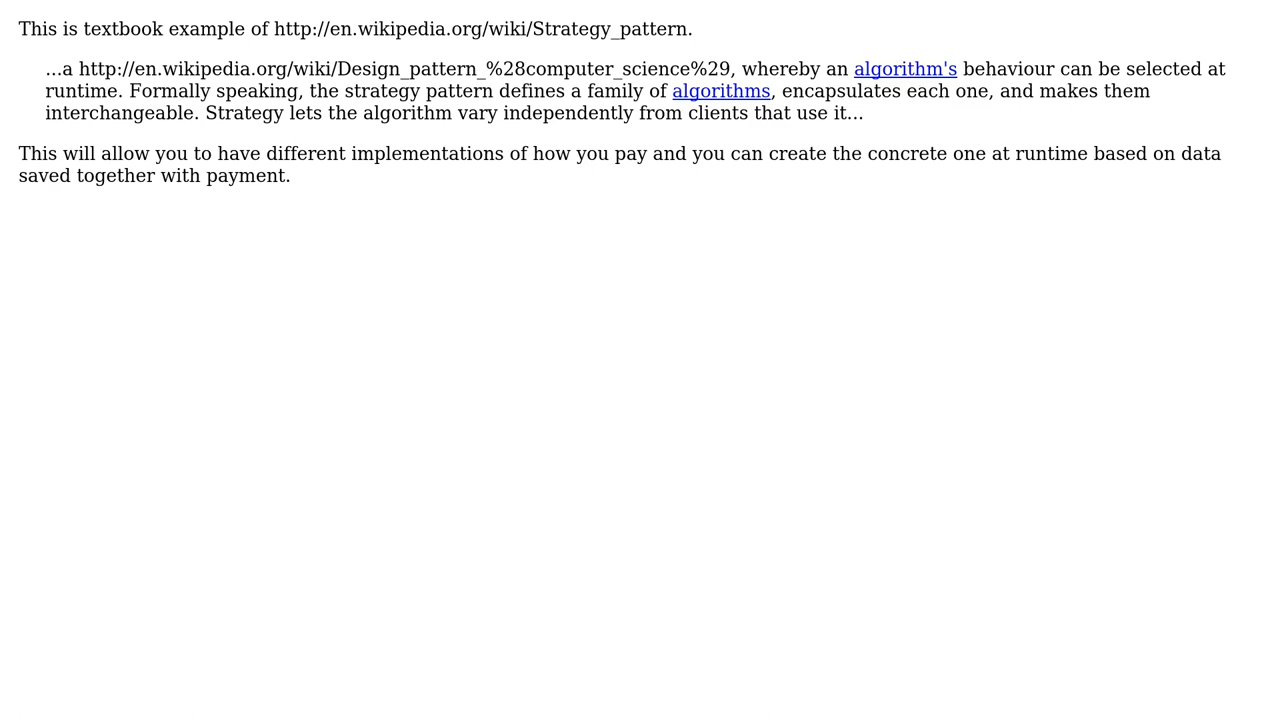 This is textbook example of http://en.wikipedia.org/wiki/Strategy_pattern.
...a http://en.wikipedia.org/wiki/Design_pattern_%28computer_science%29, whereby an algorithm's behaviour can be selected at
runtime. Formally speaking, the strategy pattern defines a family of algorithms, encapsulates each one, and makes them
interchangeable. Strategy lets the algorithm vary independently from clients that use it...
This will allow you to have different implementations of how you pay and you can create the concrete one at runtime based on data
saved together with payment.